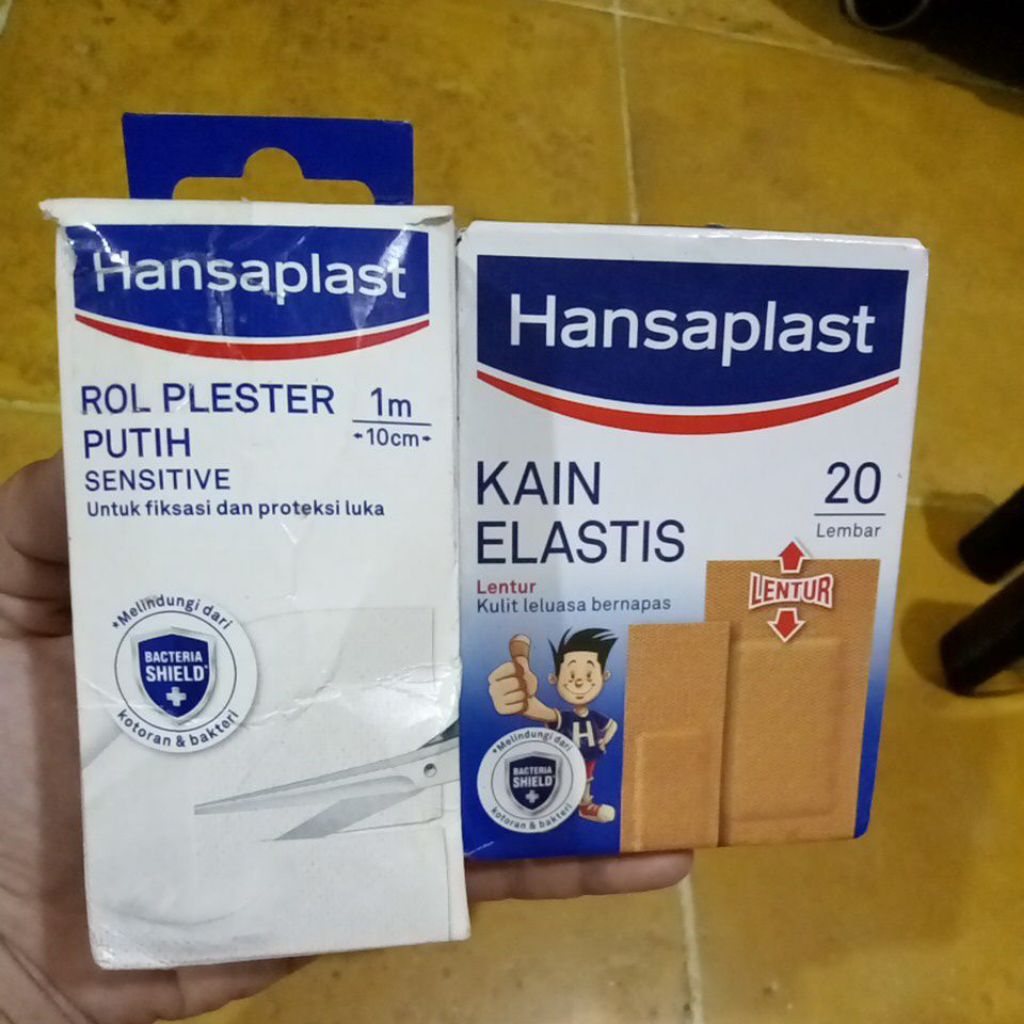 Hansaplast
ROL PLESTER
PUTIH
SENSITIVE
1m
10cm
Untuk fiksasi dan proteksi luka
*Melindungi dari
BACTERIA
SHIELD
kotoran & bakteri
Hansaplast
KAIN
ELASTIS
20
Lembar
Lentur
Kulit leluasa bernapas
LENTUR
H
*Melindungi dari
BACTERIA
SHIELD
kotoran & bakteri